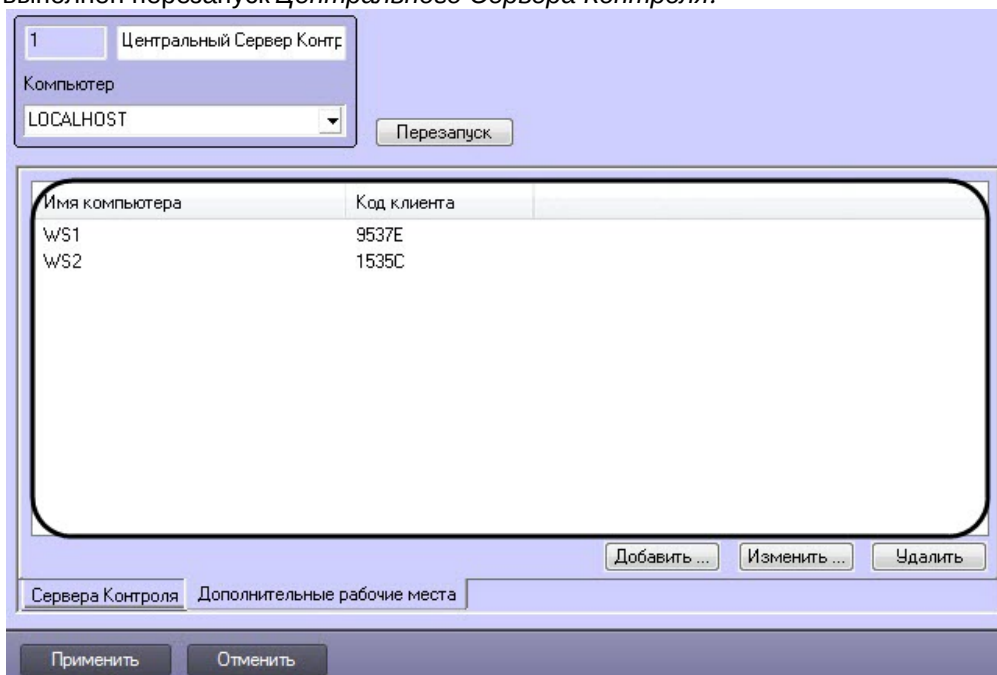 выполнен перезапуск Центрального Сервера Контроля.
1 Центральный Сервер Контр
Компьютер
LOCALHOST
Перезапуск
Имя компьютера Код клиента
WS1 9537E
WS2 1535C
Добавить ... Изменить ... Удалить
Сервера Контроля Дополнительные рабочие места
Применить Отменить